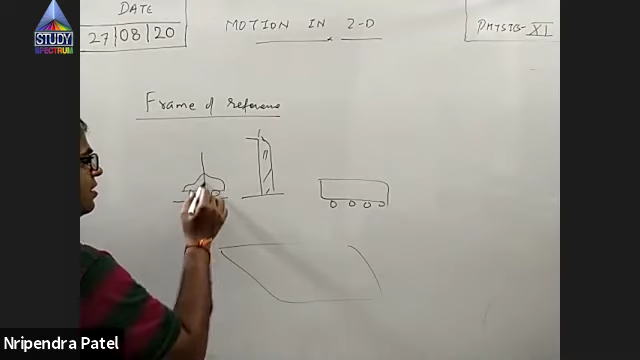 DATE
27/08/20
MOTION IN 2-D
PHYSICS-XI
STUDY
SPECTRUM
Frame of reference
Nripendra Patel